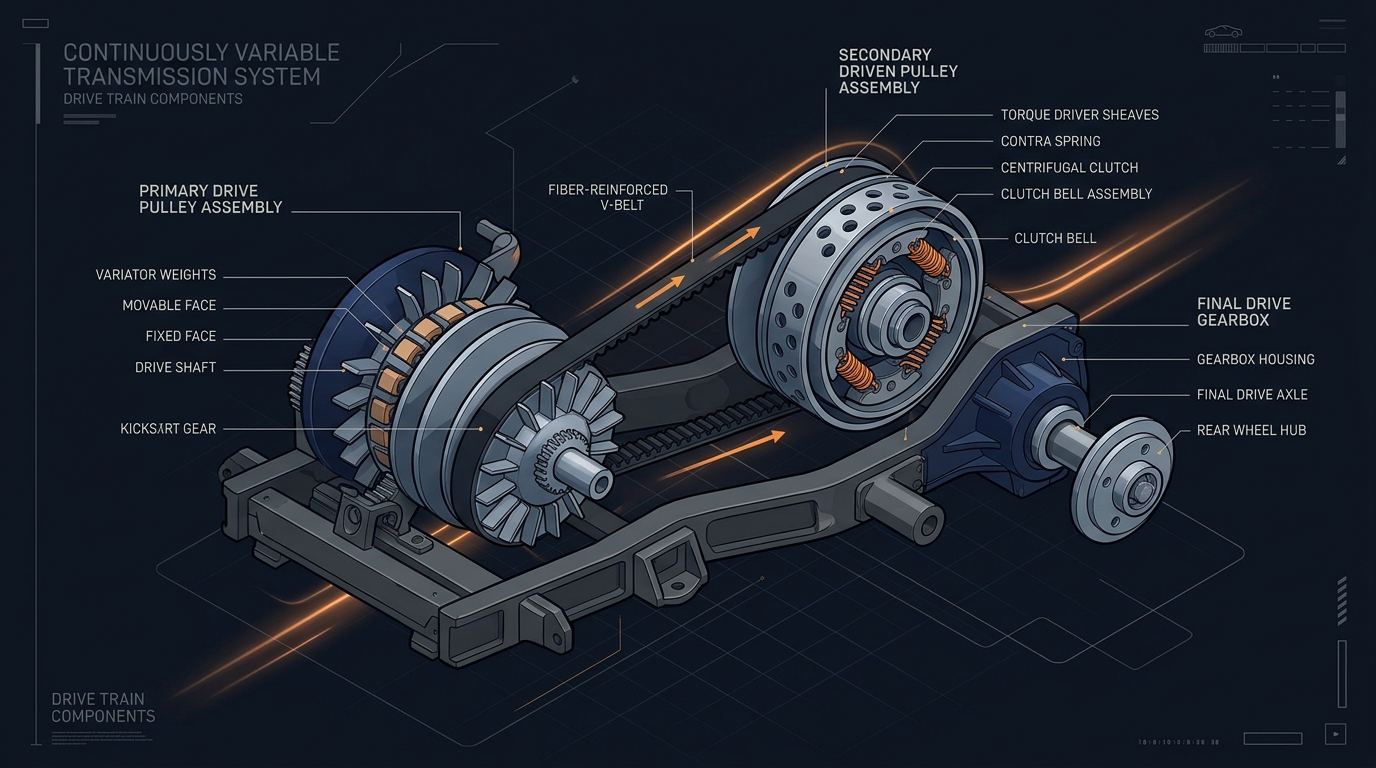 CONTINUOUSLY VARIABLE
TRANSMISSION SYSTEM
DRIVE TRAIN COMPONENTS
PRIMARY DRIVE
PULLEY ASSEMBLY
VARIATOR WEIGHTS
MOVABLE FACE
FIXED FACE
DRIVE SHAFT
GEAR
FIBER-REINFORCED
V-BELT
SECONDARY
DRIVEN PULLEY
ASSEMBLY
TORQUE DRIVER SHEAVES
CONTRA SPRING
CENTRIFUGAL CLUTCH
CLUTCH BELL ASSEMBLY
CLUTCH BELL
FINAL DRIVE
GEARBOX
GEARBOX HOUSING
FINAL DRIVE AXLE
REAR WHEEL HUB
DRIVE TRAIN
COMPONENTS